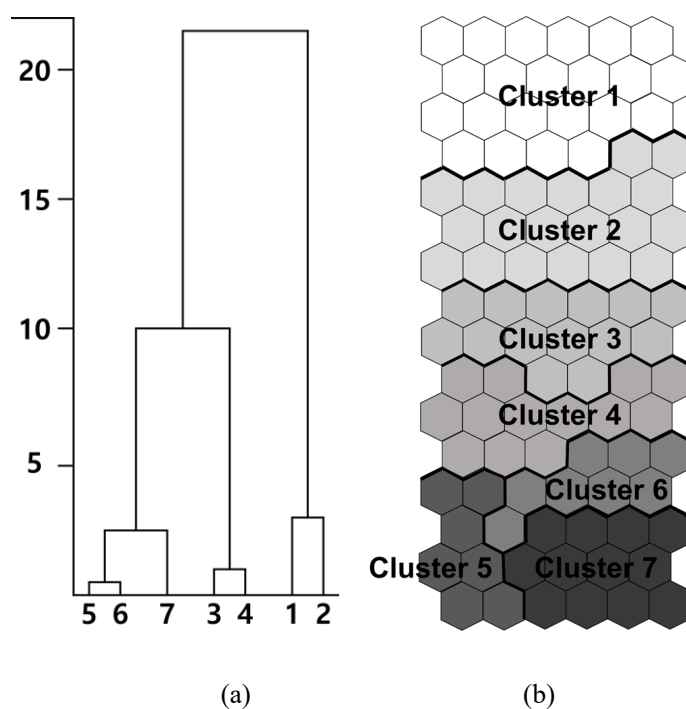 20
15
10
5
5 6 7 3 4 1 2
Cluster 1
Cluster 2
Cluster 3
Cluster 4
Cluster 6
Cluster 5
Cluster 7
(a)
(b)